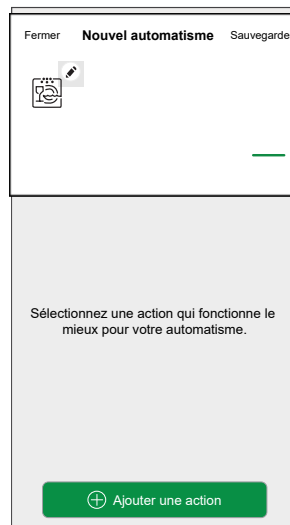 Fermer Nouvel automatisme Sauvegarde
Sélectionnez une action qui fonctionne le
mieux pour votre automatisme.
Ajouter une action